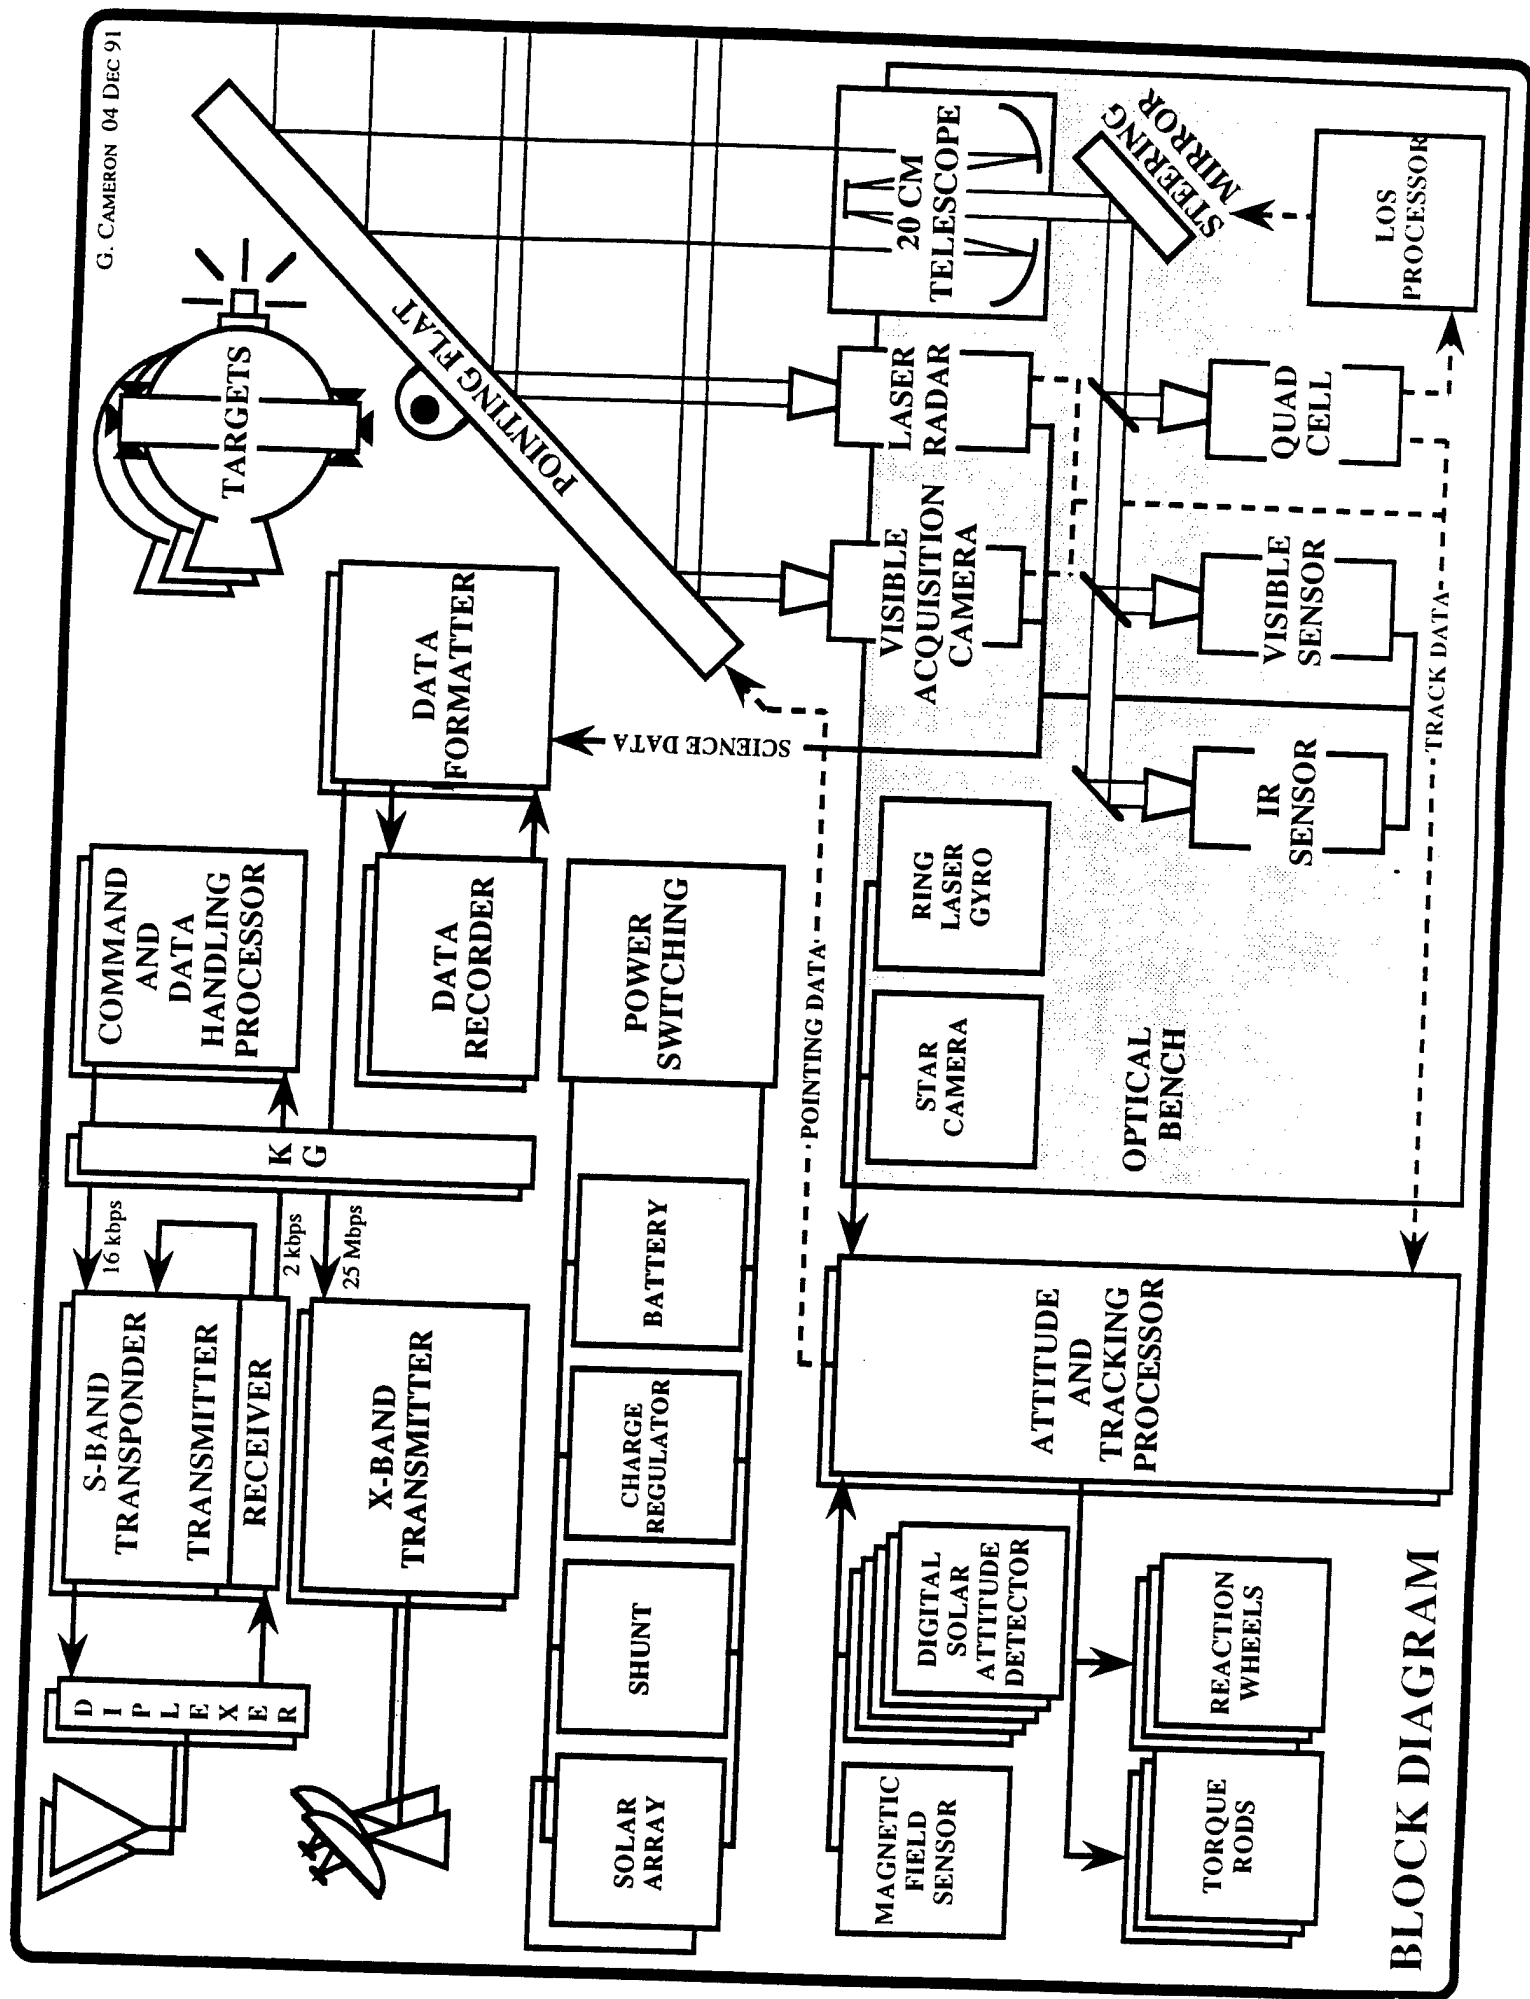 G. CAMERON 04 DEC 91
S-BAND
TRANSPONDER
TRANSMITTER
RECEIVER
D
I
P
L
E
X
E
R
16 kbps
2 kbps
25 Mbps
K
G
COMMAND
AND
DATA
HANDLING
PROCESSOR
TARGETS
X-BAND
TRANSMITTER
DATA
RECORDER
DATA
FORMATTER
POINTING FLAT
SOLAR
ARRAY
SHUNT
CHARGE
REGULATOR
BATTERY
POWER
SWITCHING
SCIENCE DATA
POINTING DATA
MAGNETIC
FIELD
SENSOR
DIGITAL
SOLAR
ATTITUDE
DETECTOR
ATTITUDE
AND
TRACKING
PROCESSOR
STAR
CAMERA
RING
LASER
GYRO
VISIBLE
ACQUISITION
CAMERA
LASER
RADAR
20 CM
TELESCOPE
STEERING
MIRROR
OPTICAL
BENCH
TORQUE
RODS
REACTION
WHEELS
IR
SENSOR
VISIBLE
SENSOR
QUAD
CELL
LOS
PROCESSOR
TRACK DATA
BLOCK DIAGRAM